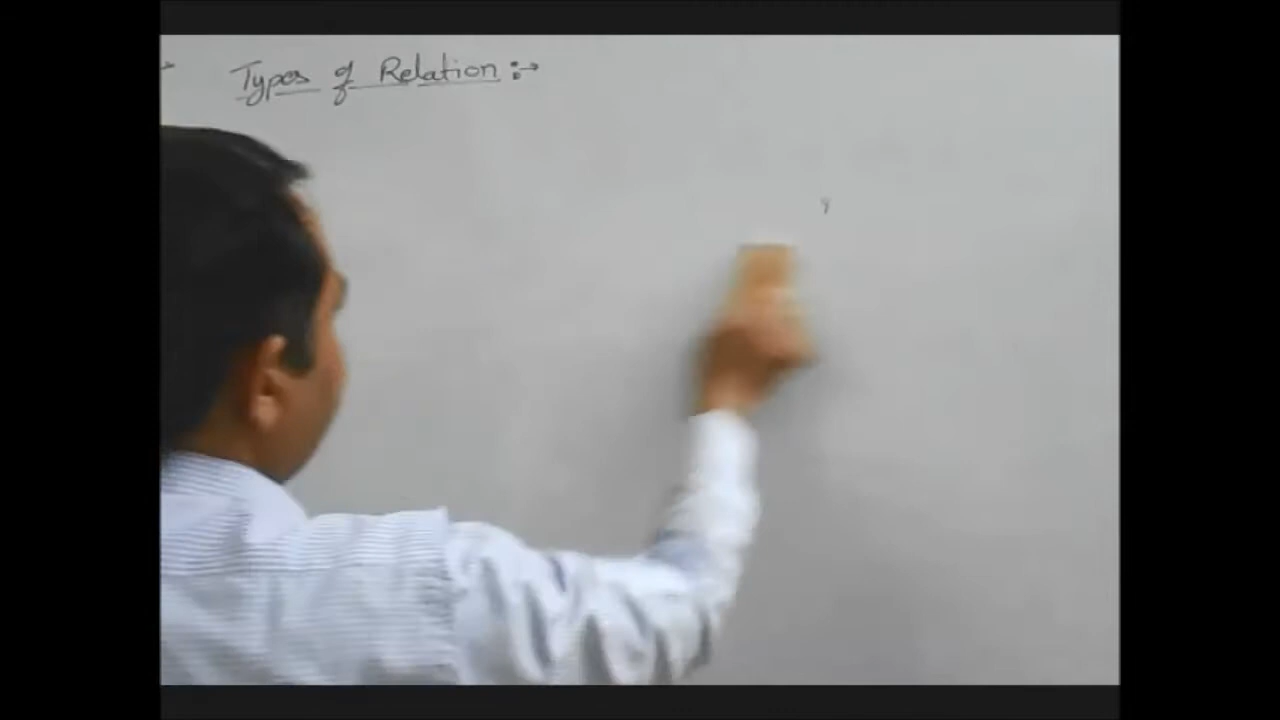 Types of Relation :→